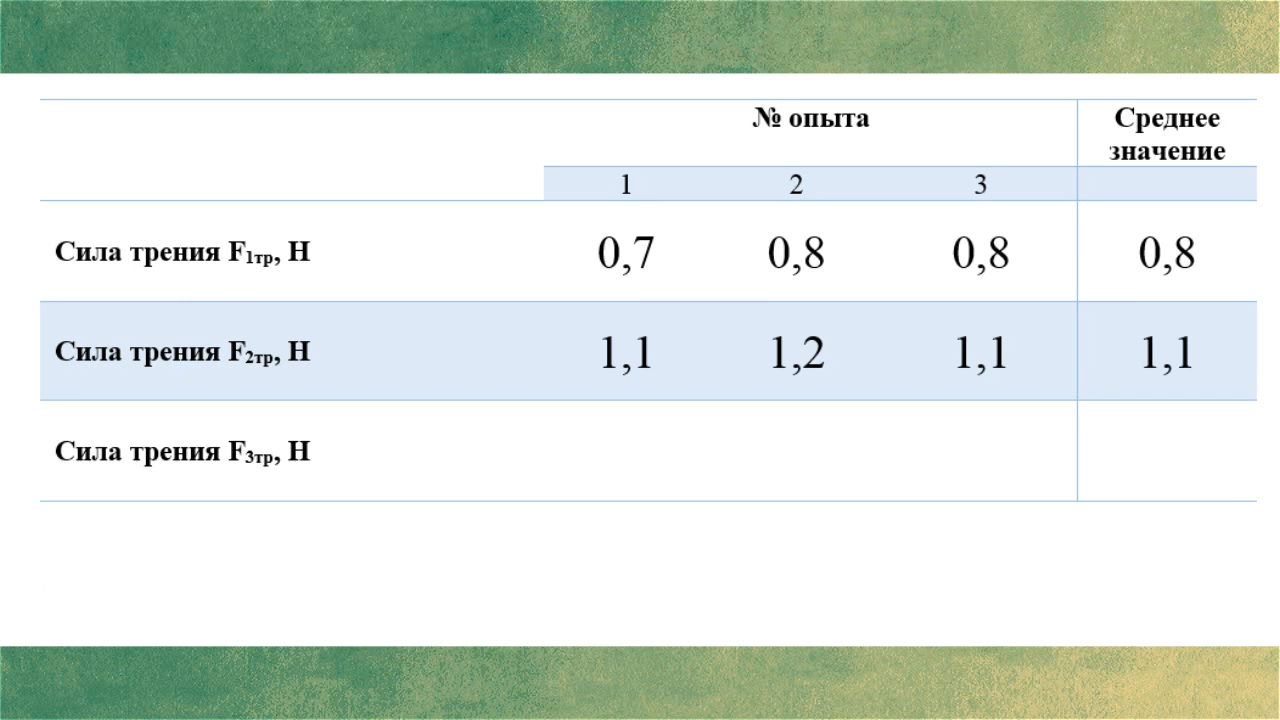 № опыта Среднее
значение
1 2 3
Сила трения F₁тр, Н 0,7 0,8 0,8 0,8
Сила трения F₂тр, Н 1,1 1,2 1,1 1,1
Сила трения F₃тр, Н